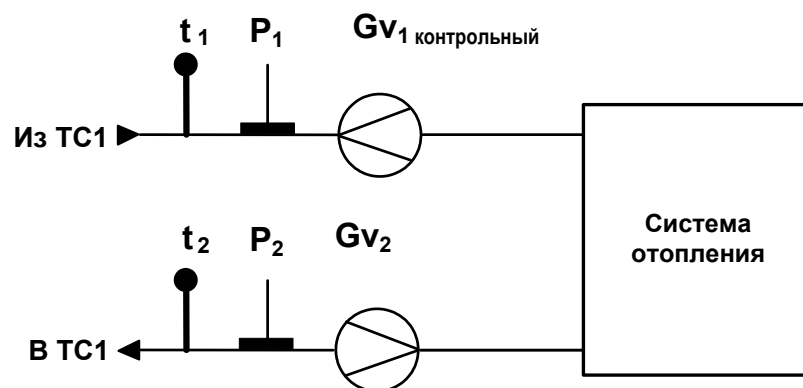 t 1 P1 Gv1 контрольный
Из ТС1
t 2 P2 Gv2
Система
отопления
В ТС1